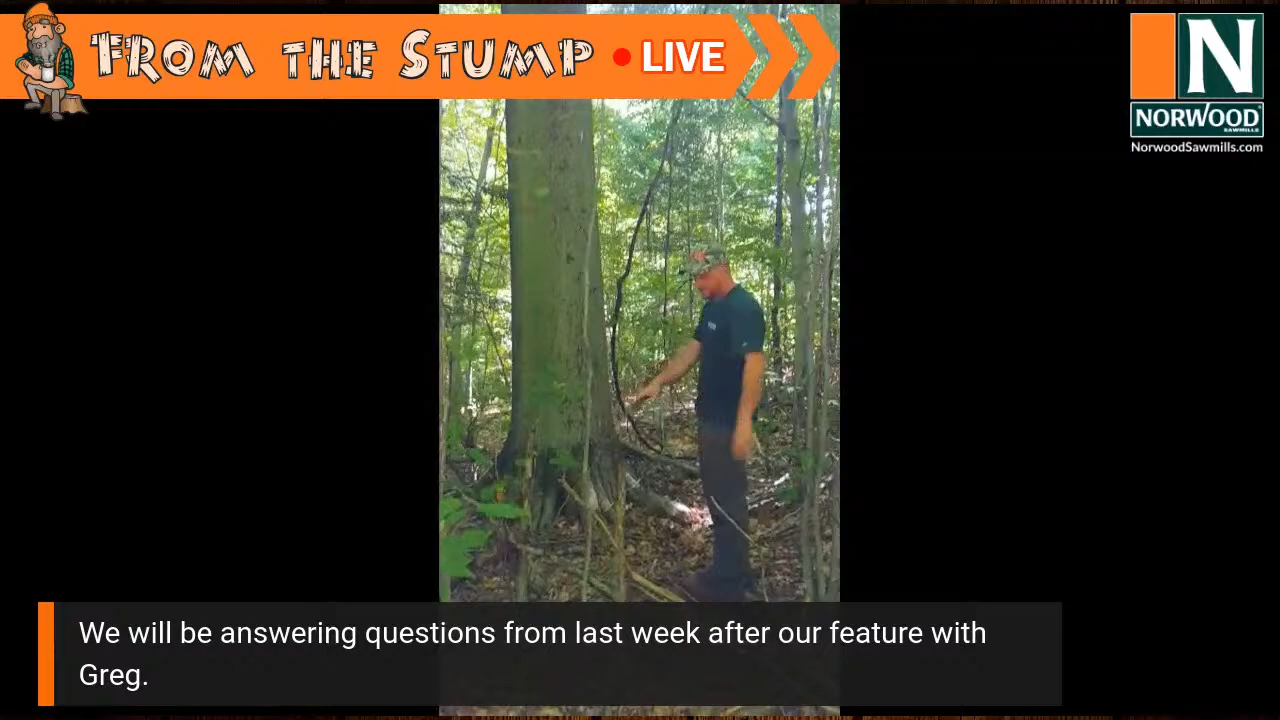 FROM THE STUMP
LIVE
N
NORWOOD
SAWMILLS
NorwoodSawmills.com
We will be answering questions from last week after our feature with
Greg.